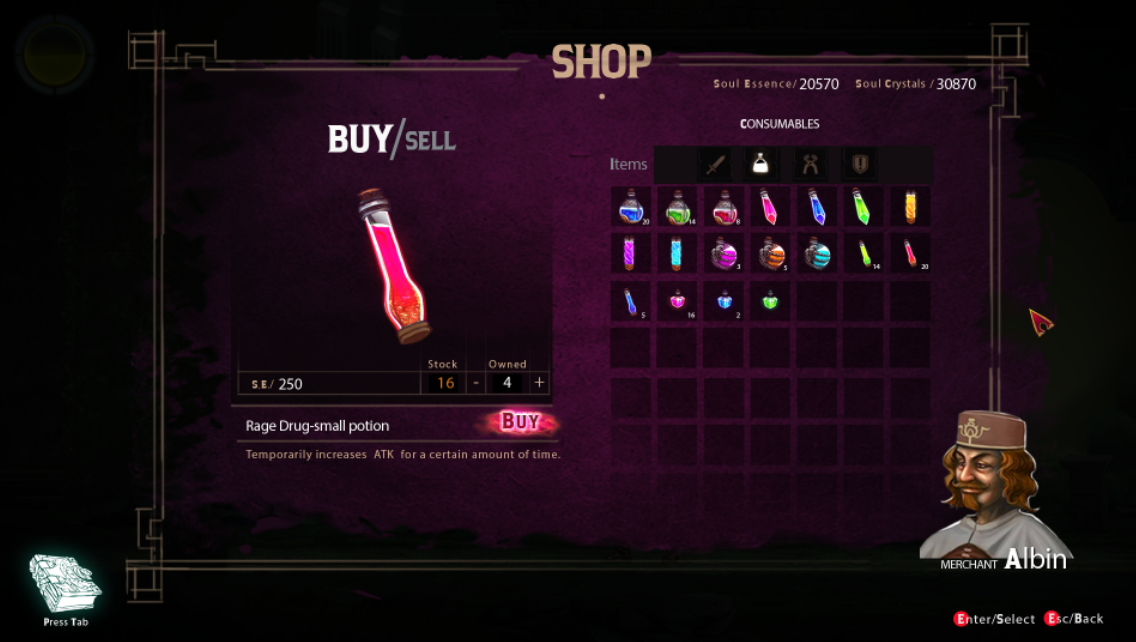 SHOP
Soul Essence/ 20570 Soul Crystals / 30870
BUY/SELL
CONSUMABLES
Items
20 14 8
3 5 14 20
5 16 2
Stock Owned
S.E/ 250 16 - 4 +
Rage Drug-small potion BUY
Temporarily increases ATK for a certain amount of time.
MERCHANT Albin
Press Tab
Enter/Select Esc/Back